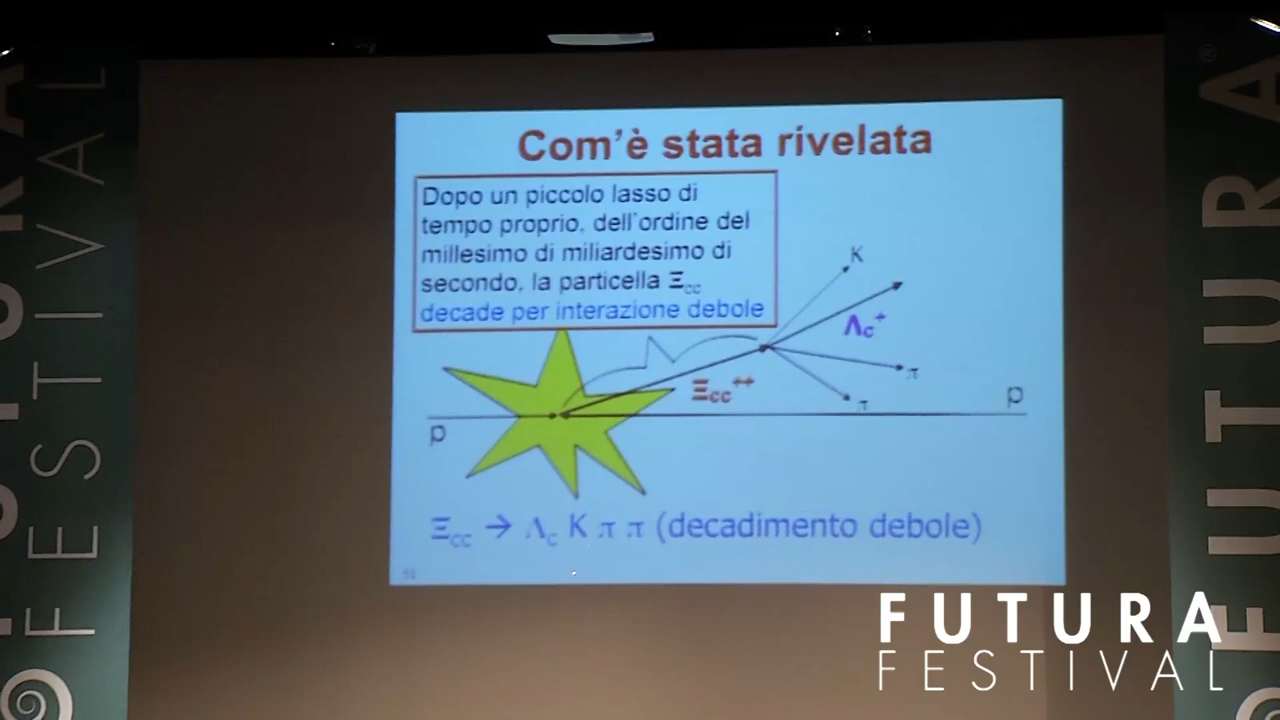 Com'è stata rivelata
Dopo un piccolo lasso di
tempo proprio, dell'ordine del
millesimo di miliardesimo di
secondo, la particella Ξcc
decade per interazione debole
K
Λc+
π
Ξcc++
π
p
p
Ξcc → Λc K π π (decadimento debole)
FESTIVAL
FUTURA
FUTURA
FESTIVAL